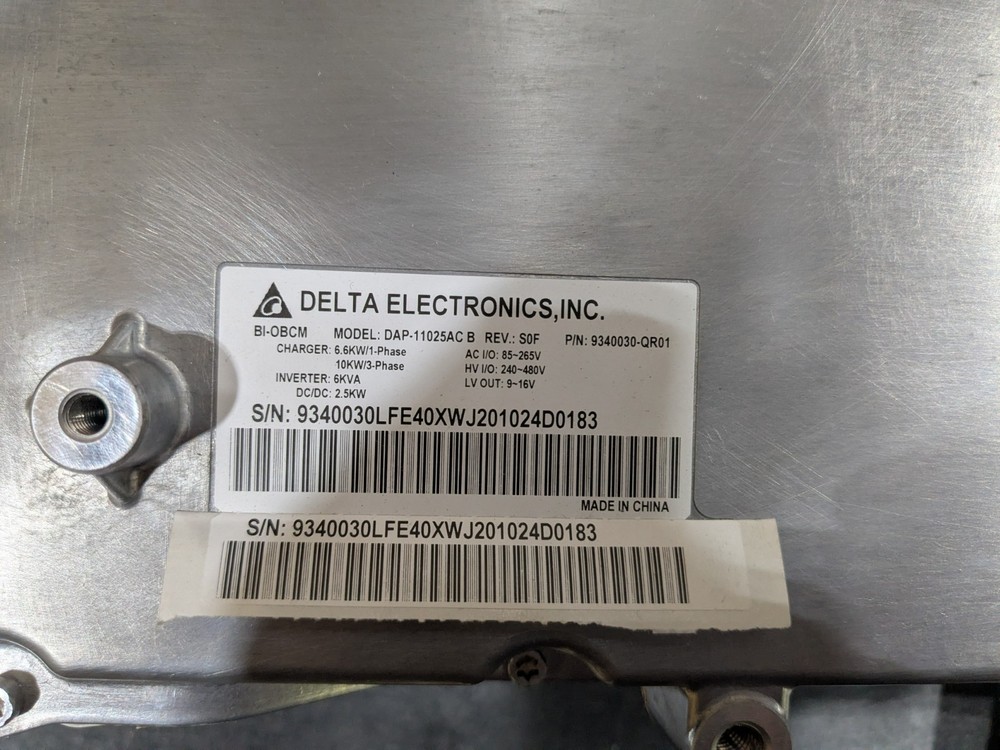 DELTA ELECTRONICS,INC.
BI-OBCM MODEL: DAP-11025AC B REV.: S0F P/N: 9340030-QR01
CHARGER: 6.6KW/1-Phase AC I/O: 85~265V
10KW/3-Phase HV I/O: 240~480V
INVERTER: 6KVA LV OUT: 9~16V
DC/DC: 2.5KW
S/N: 9340030LFE40XWJ201024D0183
MADE IN CHINA
S/N: 9340030LFE40XWJ201024D0183